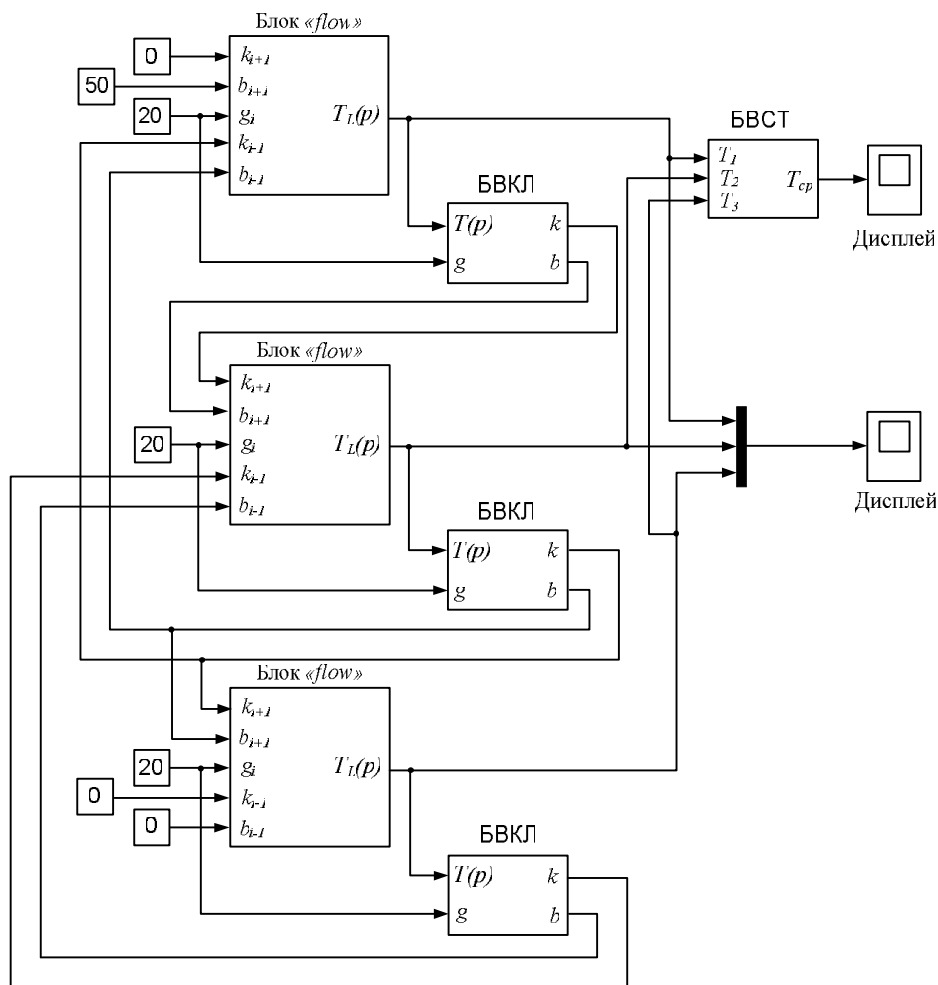 Блок «flow»
0
k_{i+1}
50
b_{i+1}
20
g_i
T_L(p)
k_{i-1}
b_{i-1}
БВСТ
T_1
T_2
T_{cp}
T_3
Дисплей
БВКЛ
T(p)
k
g
b
Блок «flow»
k_{i+1}
b_{i+1}
20
g_i
T_L(p)
k_{i-1}
b_{i-1}
Дисплей
БВКЛ
T(p)
k
g
b
Блок «flow»
k_{i+1}
b_{i+1}
20
g_i
T_L(p)
0
k_{i-1}
0
b_{i-1}
БВКЛ
T(p)
k
g
b